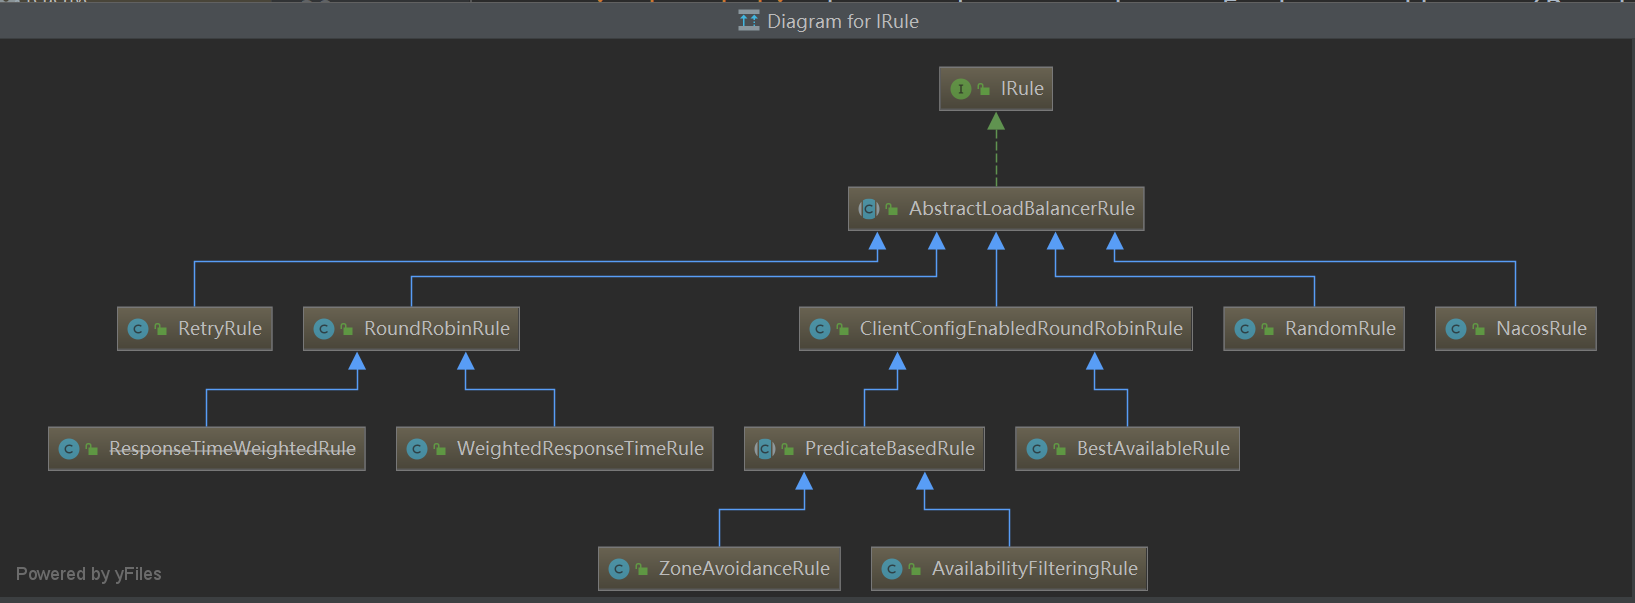 Diagram for IRule
IRule
AbstractLoadBalancerRule
RetryRule
RoundRobinRule
ClientConfigEnabledRoundRobinRule
RandomRule
NacosRule
ResponseTimeWeightedRule
WeightedResponseTimeRule
PredicateBasedRule
BestAvailableRule
ZoneAvoidanceRule
AvailabilityFilteringRule
Powered by yFiles